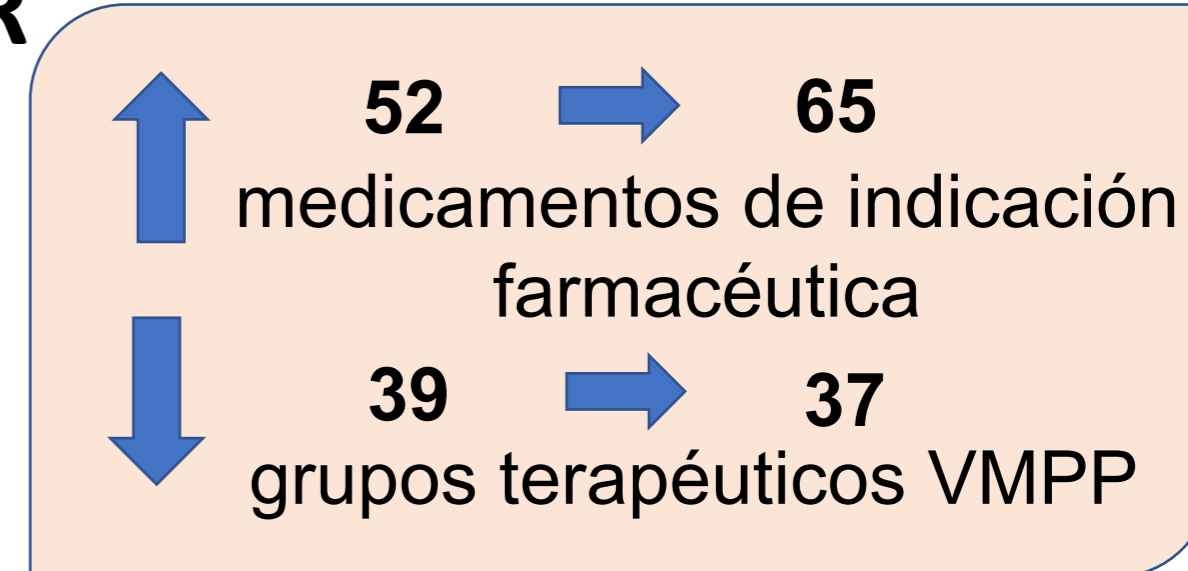 R
52 65
medicamentos de indicación
farmacéutica
39 37
grupos terapéuticos VMPP